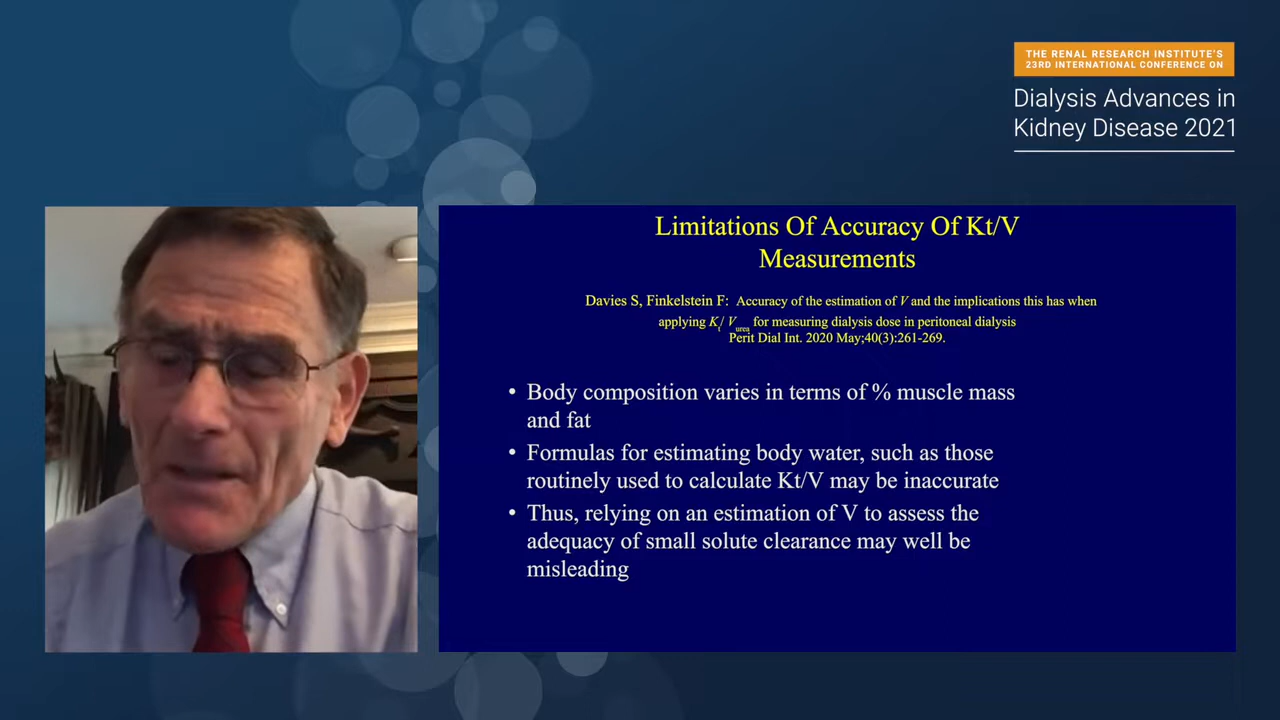 THE RENAL RESEARCH INSTITUTE'S
23RD INTERNATIONAL CONFERENCE ON
Dialysis Advances in
Kidney Disease 2021
Limitations Of Accuracy Of Kt/V
Measurements
Davies S, Finkelstein F: Accuracy of the estimation of V and the implications this has when
applying Kt/ Vurea for measuring dialysis dose in peritoneal dialysis
Perit Dial Int. 2020 May;40(3):261-269.
• Body composition varies in terms of % muscle mass
and fat
• Formulas for estimating body water, such as those
routinely used to calculate Kt/V may be inaccurate
• Thus, relying on an estimation of V to assess the
adequacy of small solute clearance may well be
misleading